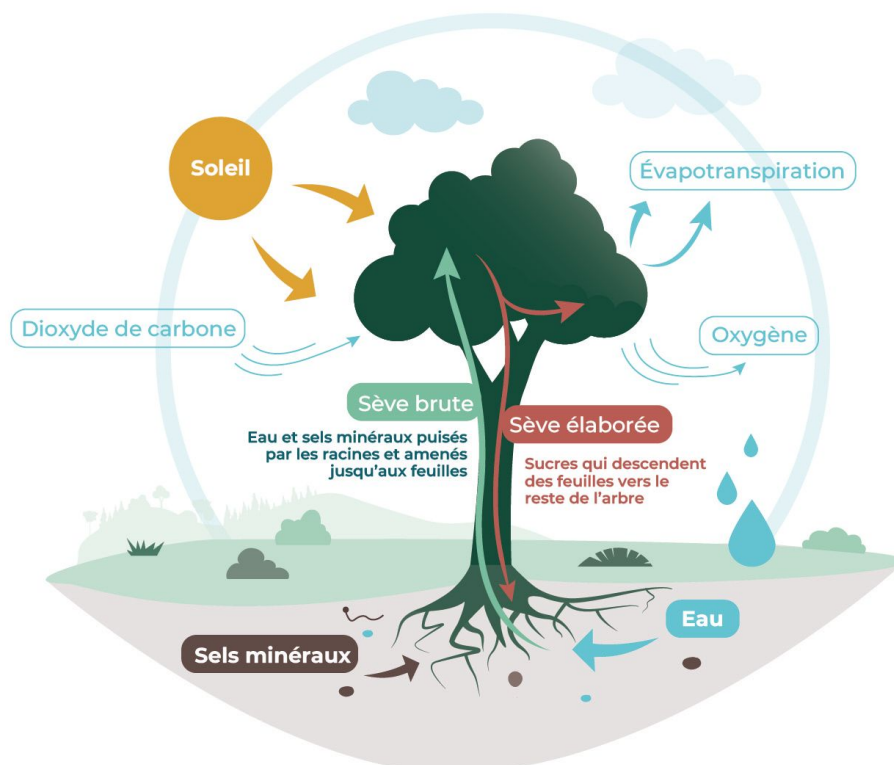 Soleil
Évapotranspiration
Dioxyde de carbone
Oxygène
Sève brute
Eau et sels minéraux puisés
par les racines et amenés
jusqu’aux feuilles
Sève élaborée
Sucres qui descendent
des feuilles vers le
reste de l’arbre
Eau
Sels minéraux